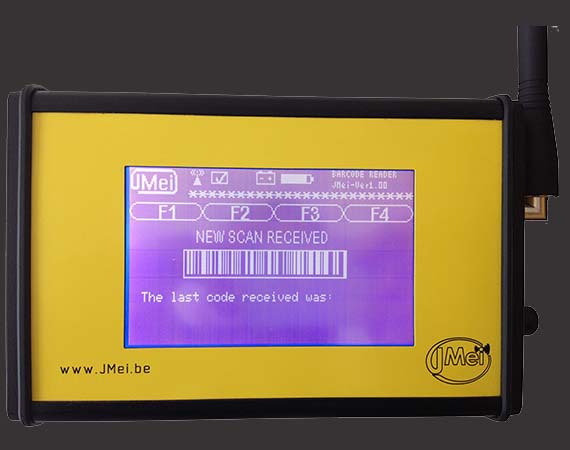 JMei
BARCODE READER
JMei-Ver1.00
××××××××××××××××××××××
F1 F2 F3 F4
NEW SCAN RECEIVED
The last code received was:
www.JMei.be
JMei